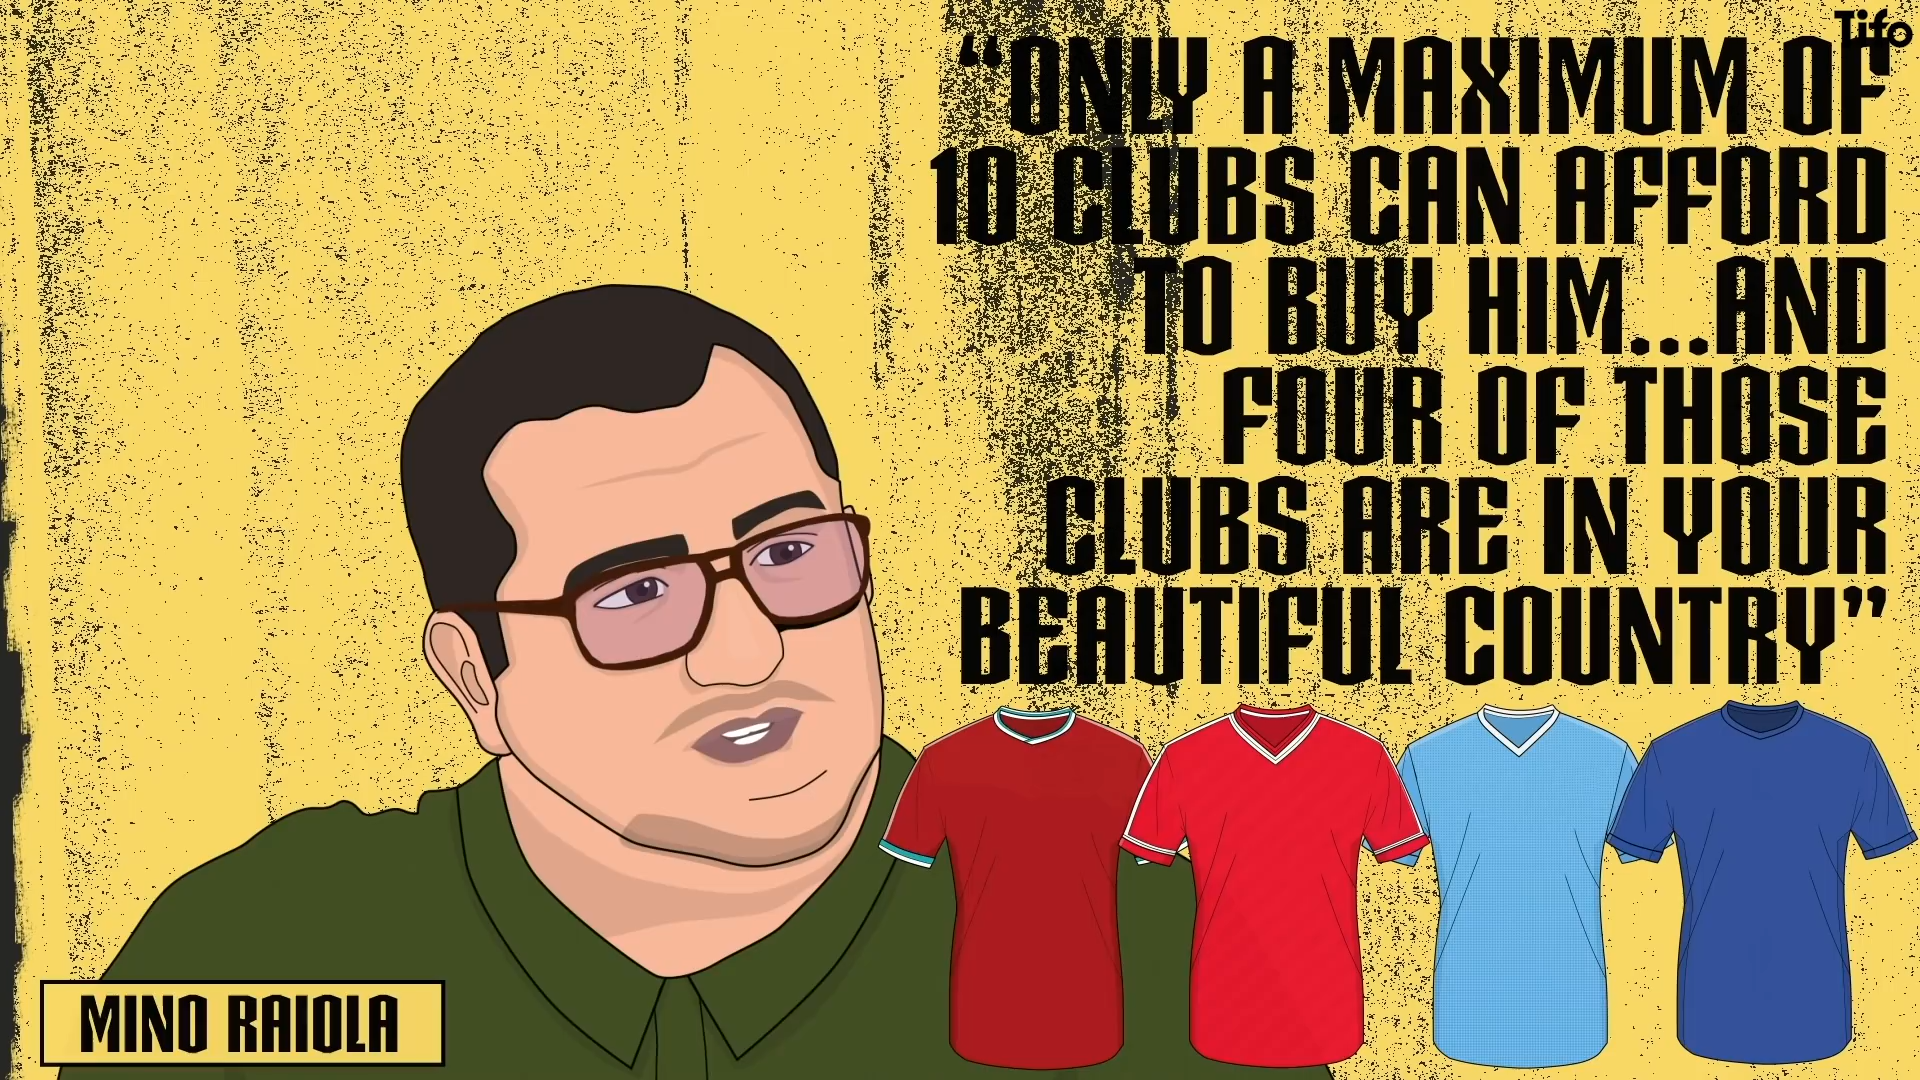 Tifo
“ONLY A MAXIMUM OF
10 CLUBS CAN AFFORD
TO BUY HIM...AND
FOUR OF THOSE
CLUBS ARE IN YOUR
BEAUTIFUL COUNTRY”
MINO RAIOLA